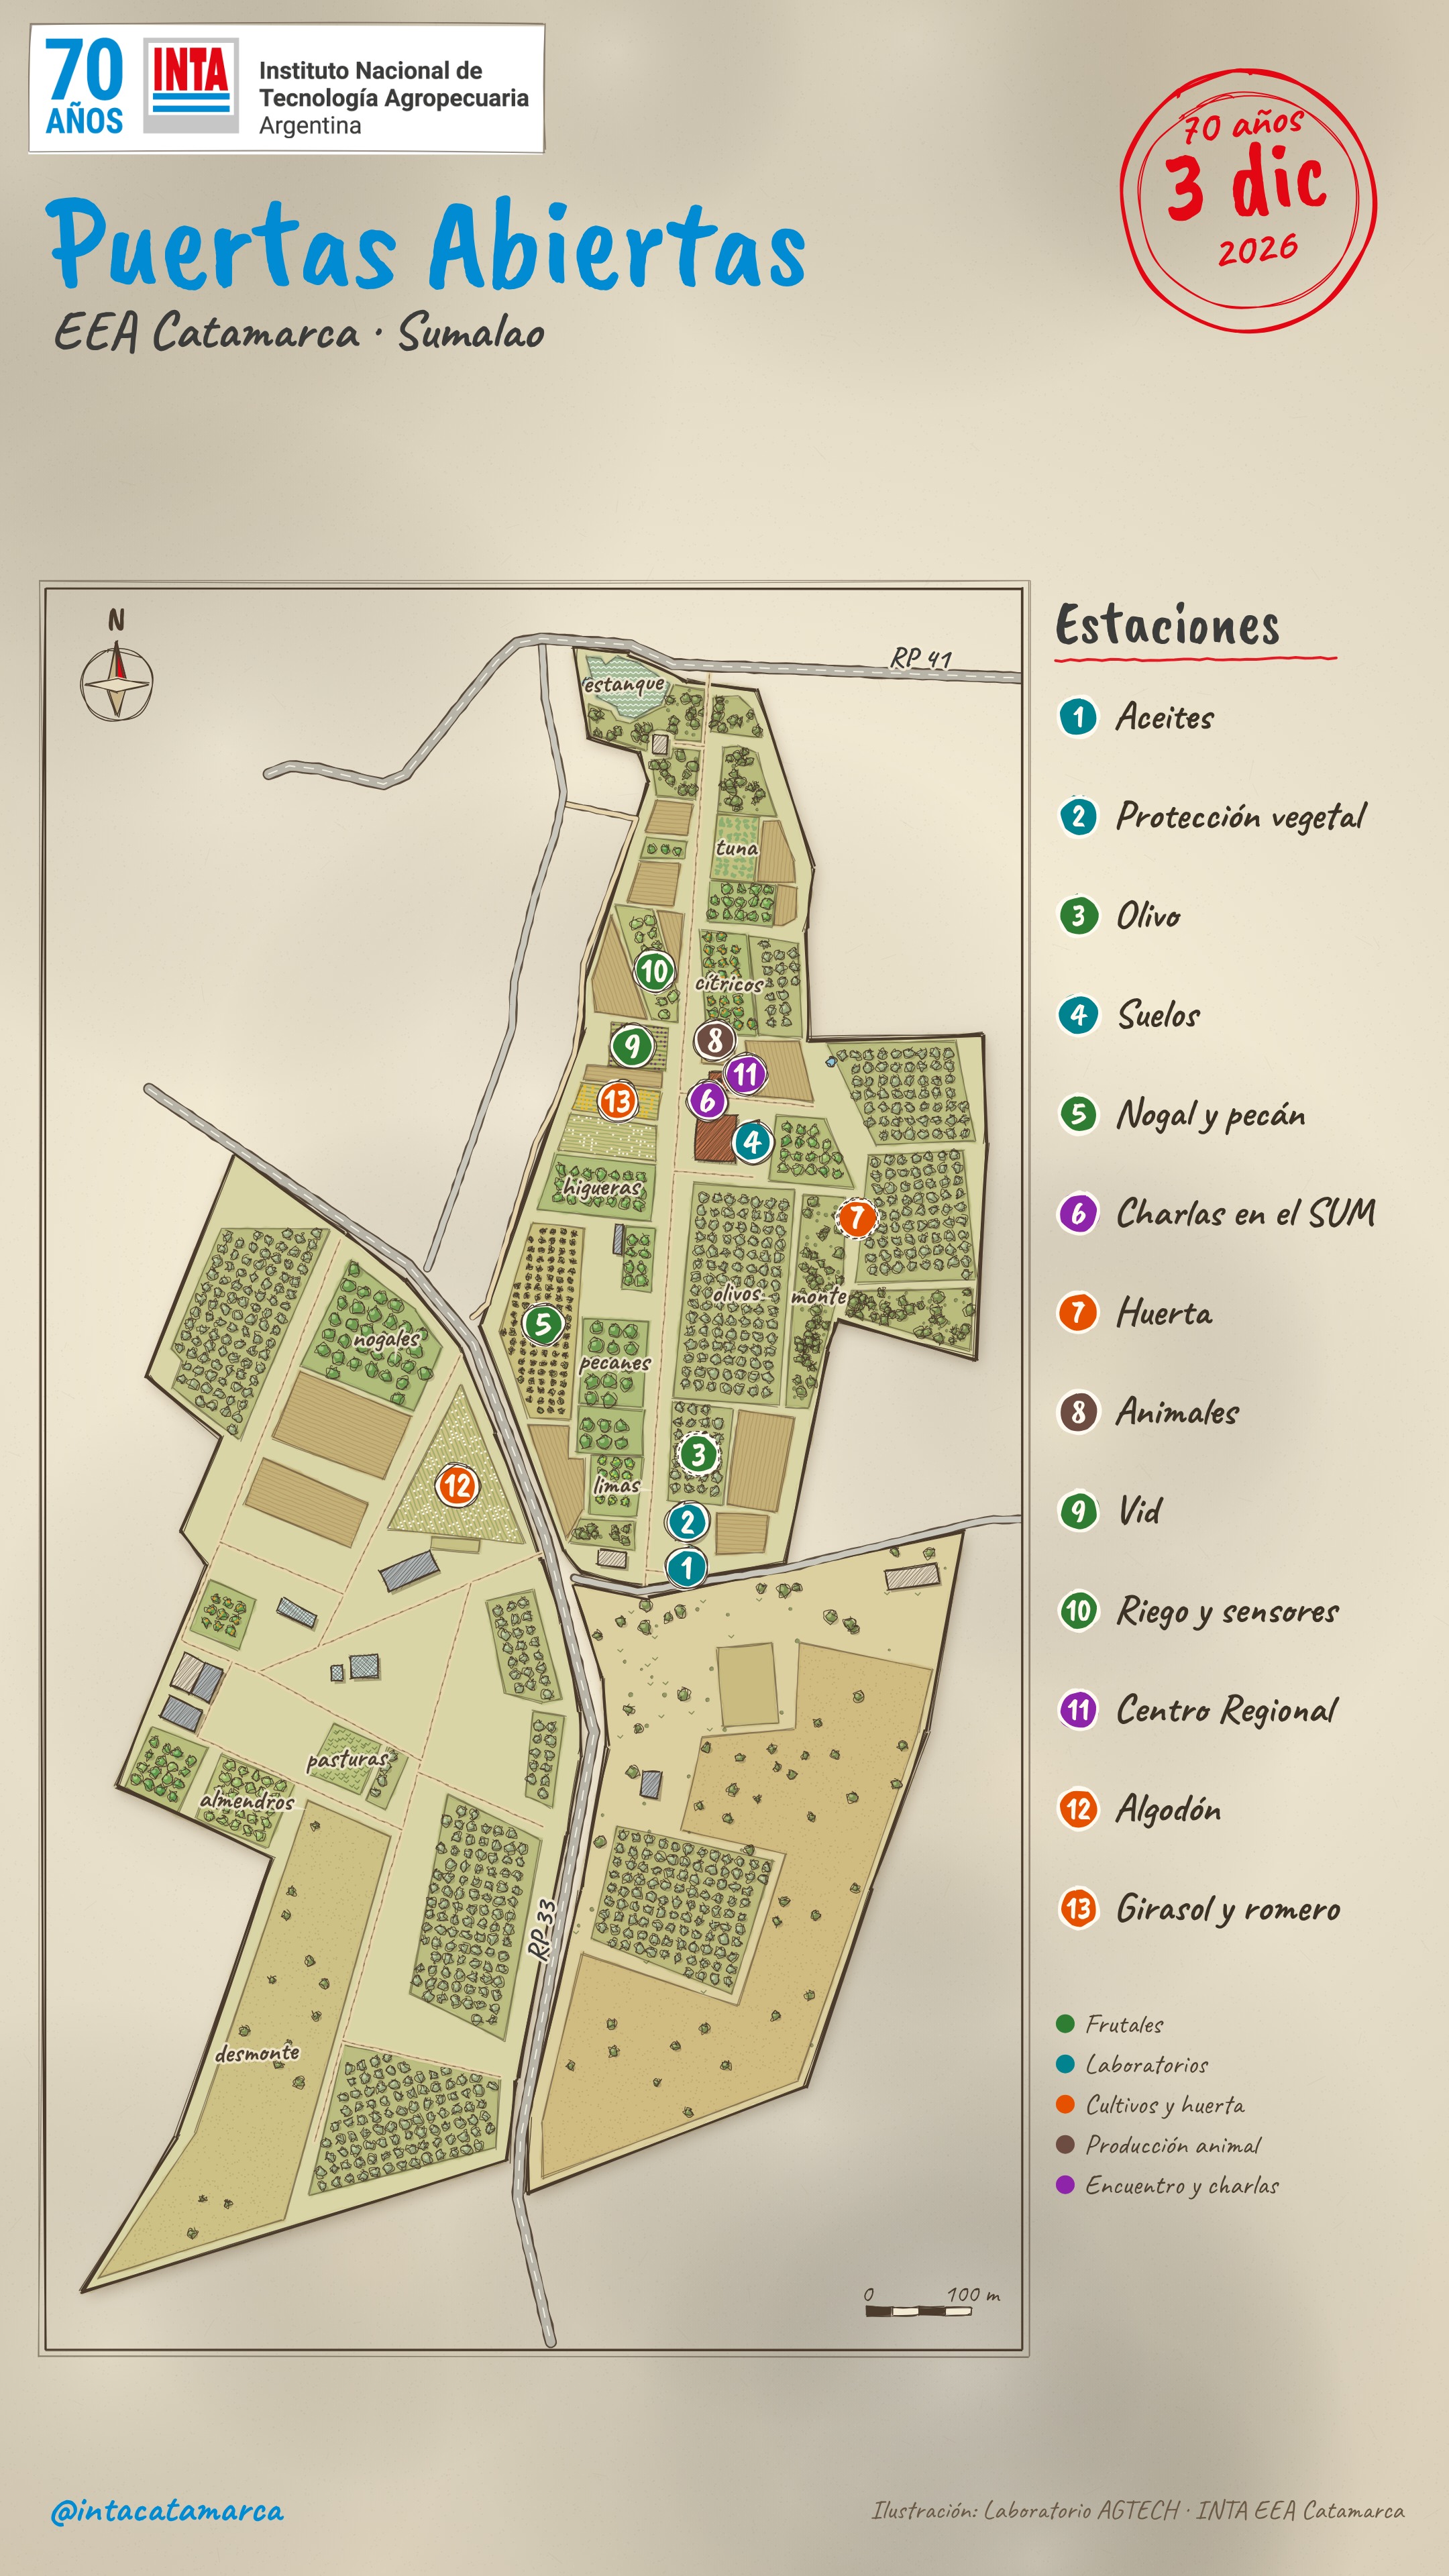 70
AÑOS
INTA
Instituto Nacional de
Tecnología Agropecuaria
Argentina
70 años
3 dic
2026
Puertas Abiertas
EEA Catamarca · Sumalao
N
RP 41
estanque
tuna
10
cítricos
9
8
11
13
6
4
higueras
7
olivos
monte
5
nogales
pecanes
3
12
limas
2
1
pasturas
almendros
RP 33
desmonte
0 100 m
Estaciones
1 Aceites
2 Protección vegetal
3 Olivo
4 Suelos
5 Nogal y pecán
6 Charlas en el SUM
7 Huerta
8 Animales
9 Vid
10 Riego y sensores
11 Centro Regional
12 Algodón
13 Girasol y romero
Frutales
Laboratorios
Cultivos y huerta
Producción animal
Encuentro y charlas
@intacatamarca
Ilustración: Laboratorio AGTECH · INTA EEA Catamarca